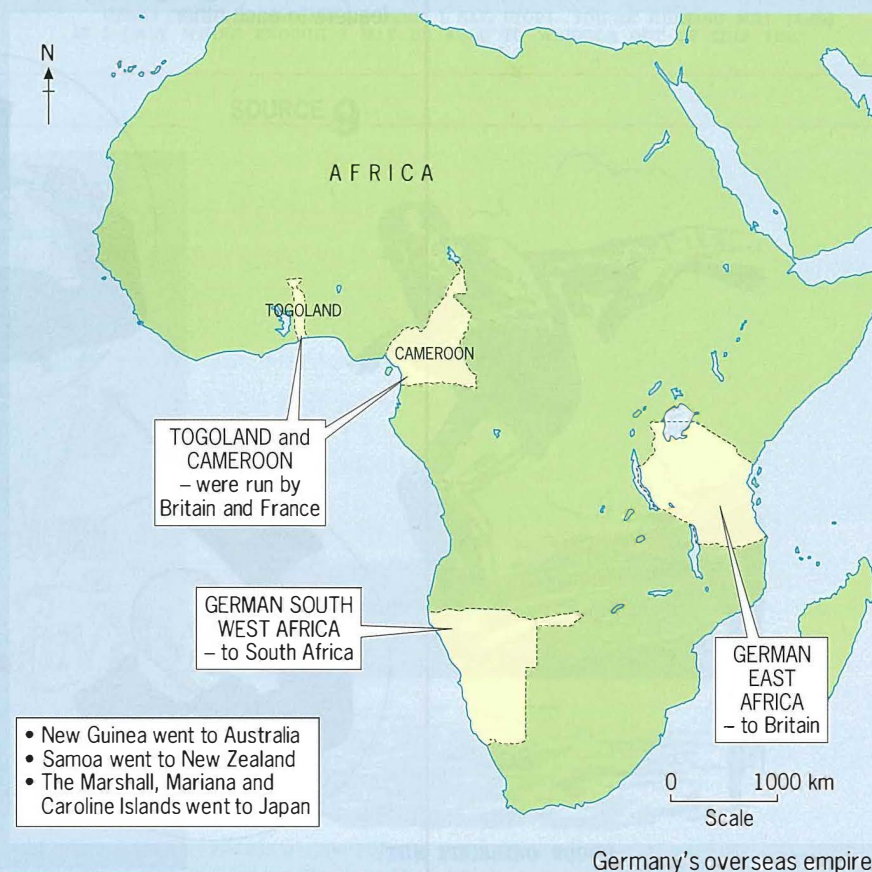 N
SOURCE 9
AFRICA
TOGOLAND
CAMEROON
TOGOLAND and
CAMEROON
– were run by
Britain and France
GERMAN SOUTH
WEST AFRICA
– to South Africa
GERMAN
EAST
AFRICA
– to Britain
• New Guinea went to Australia
• Samoa went to New Zealand
• The Marshall, Mariana and
Caroline Islands went to Japan
0 1000 km
Scale
Germany's overseas empire